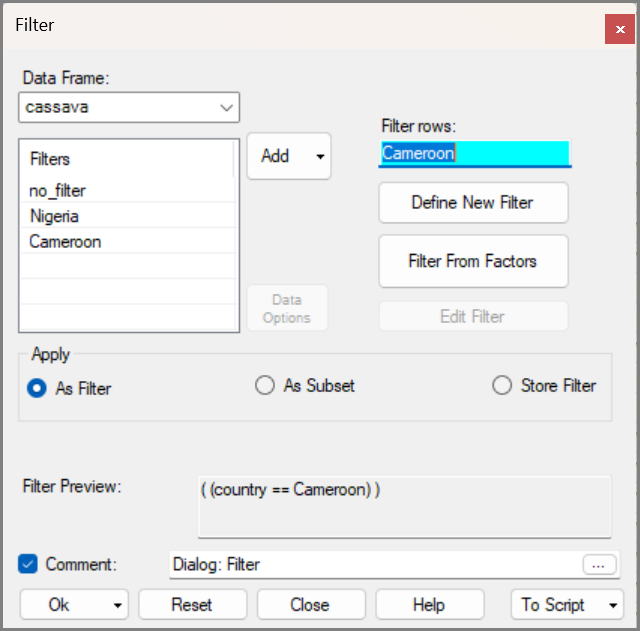 Filter
Data Frame:
cassava
Filters
no_filter
Nigeria
Cameroon
Add
Data
Options
Filter rows:
Cameroon
Define New Filter
Filter From Factors
Edit Filter
Apply
As Filter
As Subset
Store Filter
Filter Preview:
( (country == Cameroon) )
Comment:
Dialog: Filter
...
Ok
Reset
Close
Help
To Script